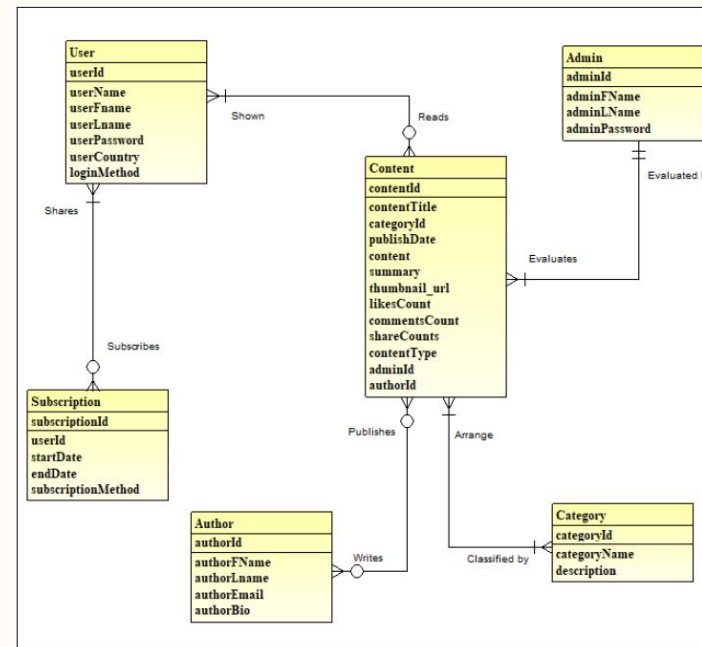 User
userId
userName
userFname
userLname
userPassword
userCountry
loginMethod
Shown
Reads
Admin
adminId
adminFName
adminLName
adminPassword
Evaluated
Content
contentId
contentTitle
categoryId
publishDate
content
summary
thumbnail_url
likesCount
commentsCount
shareCounts
contentType
adminId
authorId
Evaluates
Shares
Subscribes
Subscription
subscriptionId
userId
startDate
endDate
subscriptionMethod
Publishes
Arrange
Author
authorId
authorFName
authorLname
authorEmail
authorBio
Writes
Classified by
Category
categoryId
categoryName
description